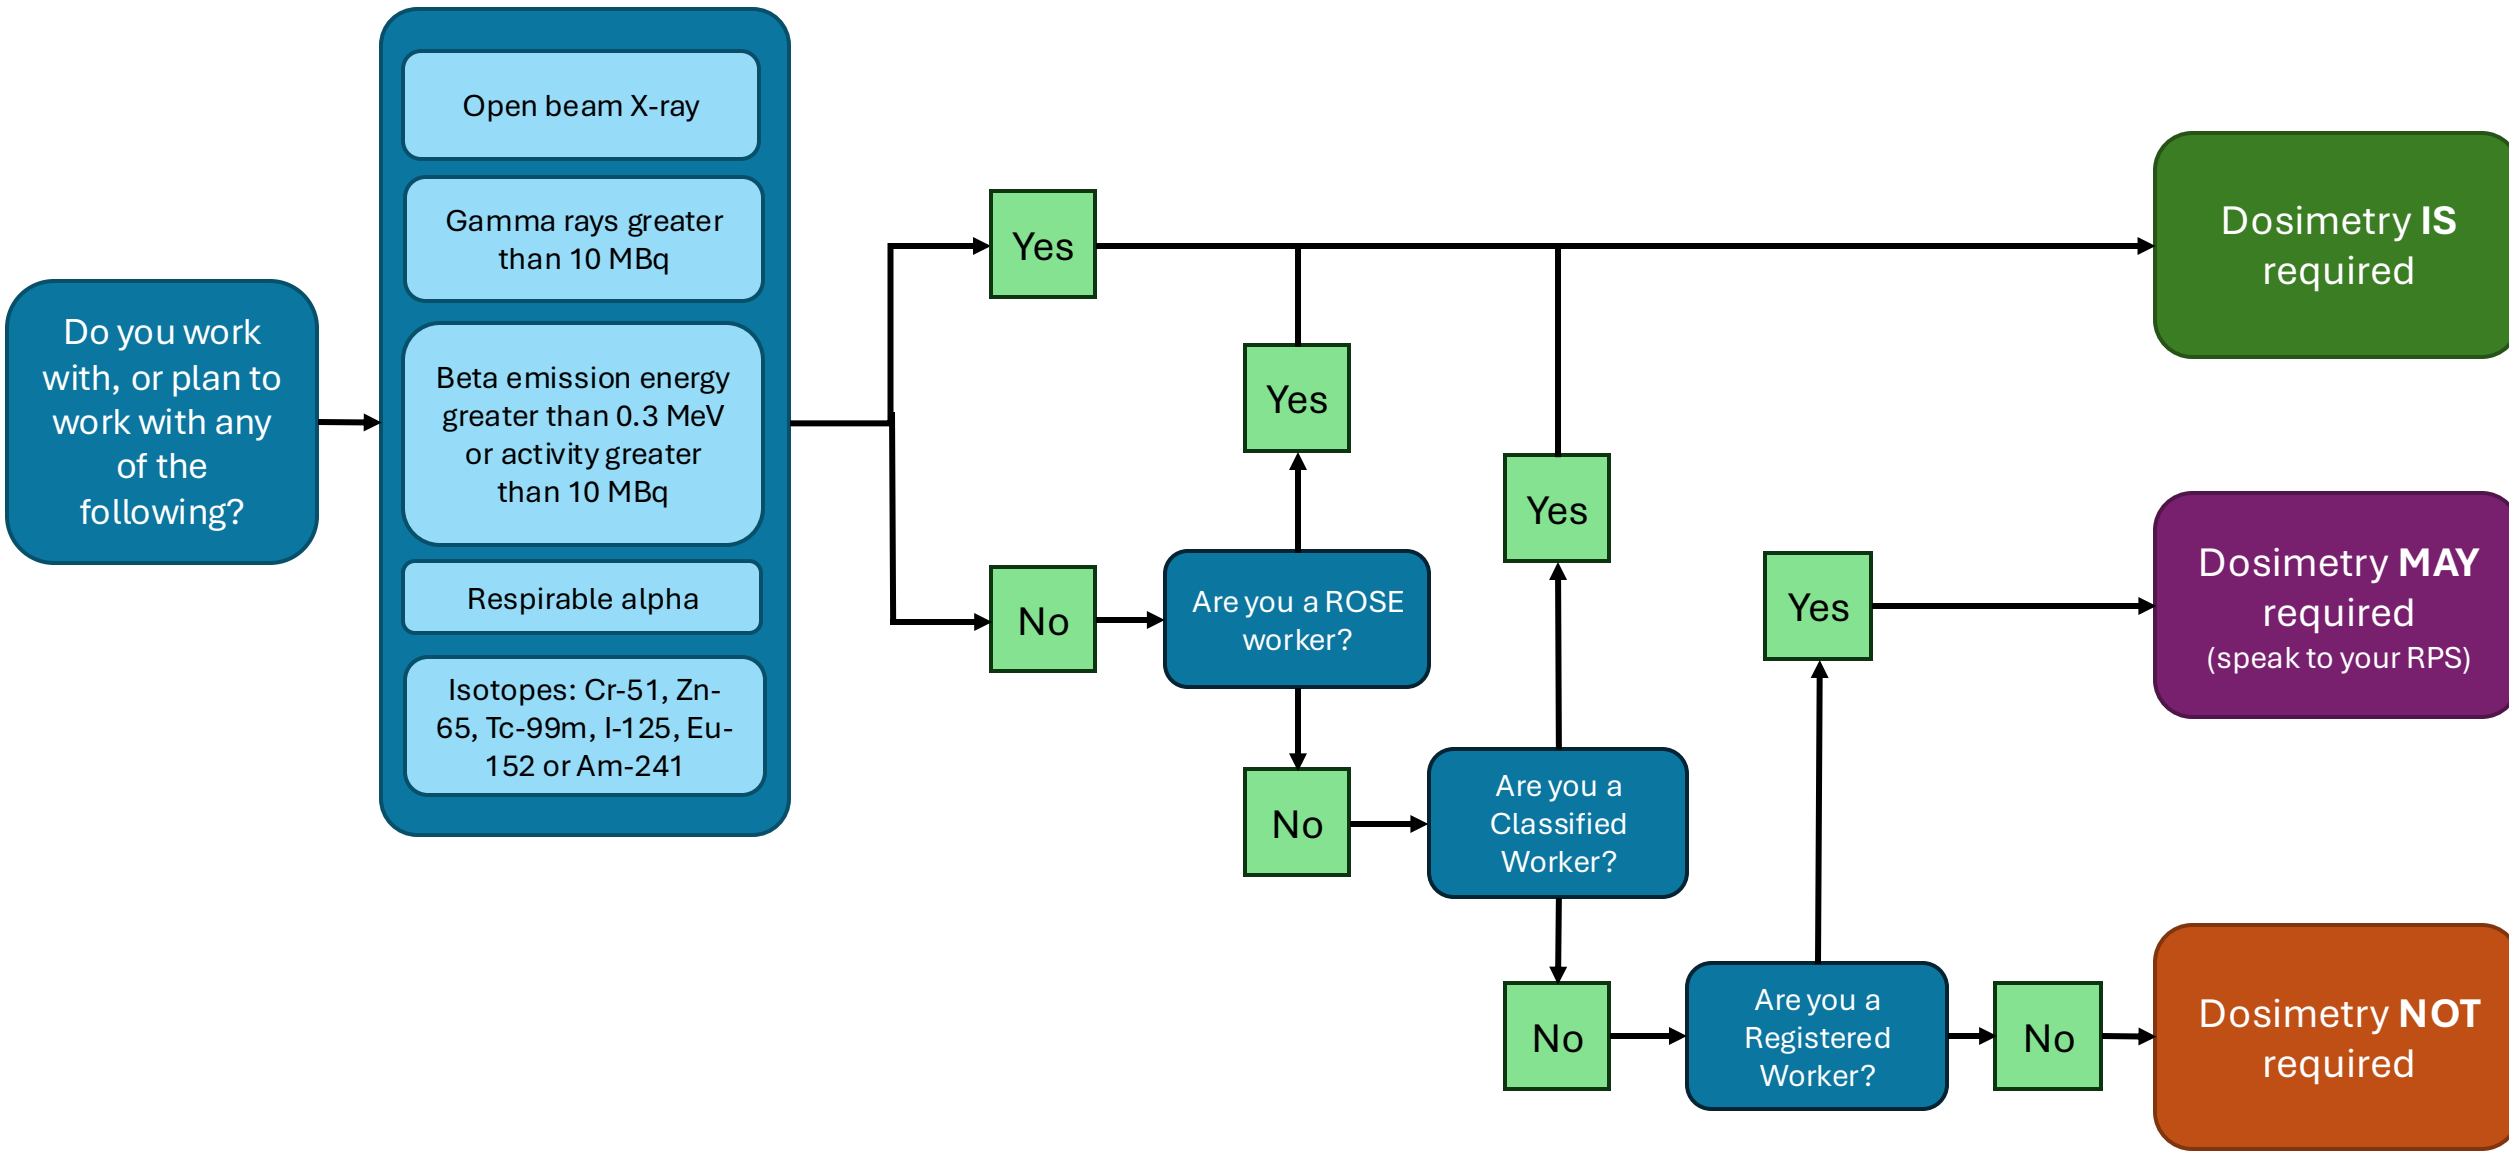 Do you work
with, or plan to
work with any
of the
following?
Open beam X-ray
Gamma rays greater
than 10 MBq
Beta emission energy
greater than 0.3 MeV
or activity greater
than 10 MBq
Respirable alpha
Isotopes: Cr-51, Zn-
65, Tc-99m, I-125, Eu-
152 or Am-241
Yes
No
Are you a ROSE
worker?
Yes
No
Are you a
Classified
Worker?
Yes
No
Are you a
Registered
Worker?
Yes
No
Dosimetry IS
required
Dosimetry MAY
required
(speak to your RPS)
Dosimetry NOT
required